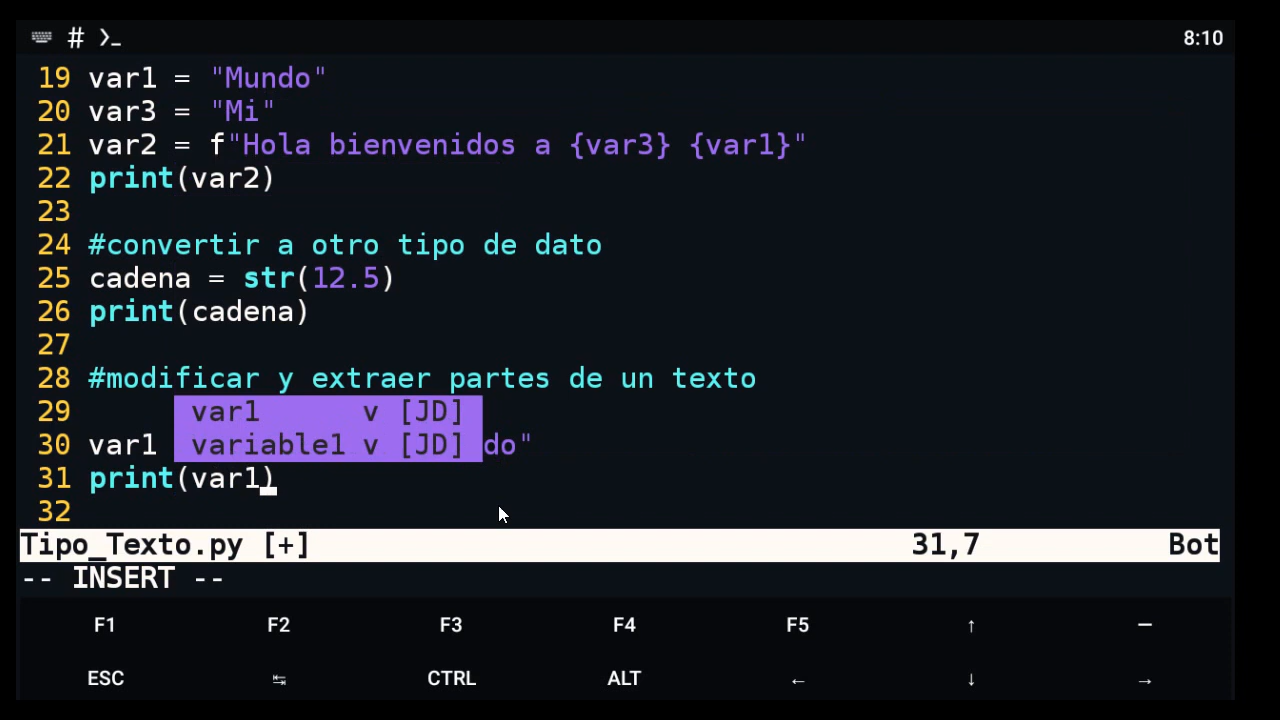 # ❯_ 8:10
19 var1 = "Mundo"
20 var3 = "Mi"
21 var2 = f"Hola bienvenidos a {var3} {var1}"
22 print(var2)
23
24 #convertir a otro tipo de dato
25 cadena = str(12.5)
26 print(cadena)
27
28 #modificar y extraer partes de un texto
29 var1 v [JD]
30 var1 variable1 v [JD] do"
31 print(var1)
32
Tipo_Texto.py [+] 31,7 Bot
-- INSERT --
F1 F2 F3 F4 F5 ↑ —
ESC ↹ CTRL ALT ← ↓ →